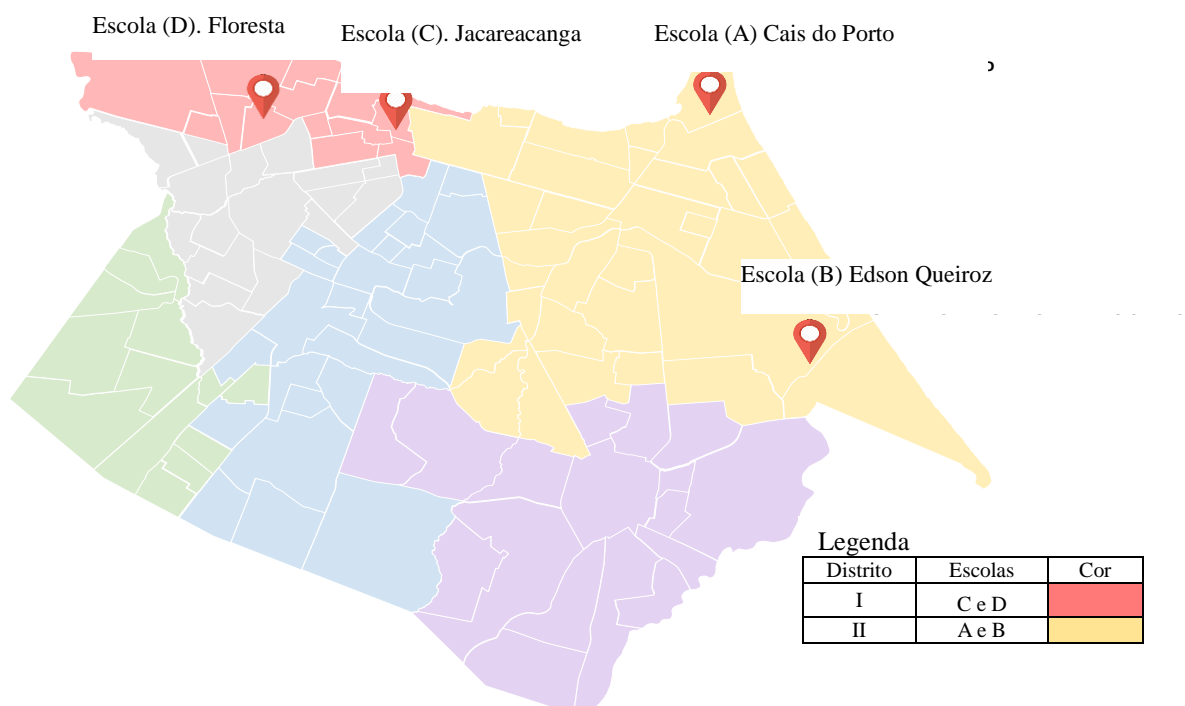 Escola (D). Floresta
Escola (C). Jacareacanga
Escola (A) Cais do Porto
Escola (B) Edson Queiroz
Legenda
Distrito Escolas Cor
I C e D
II A e B